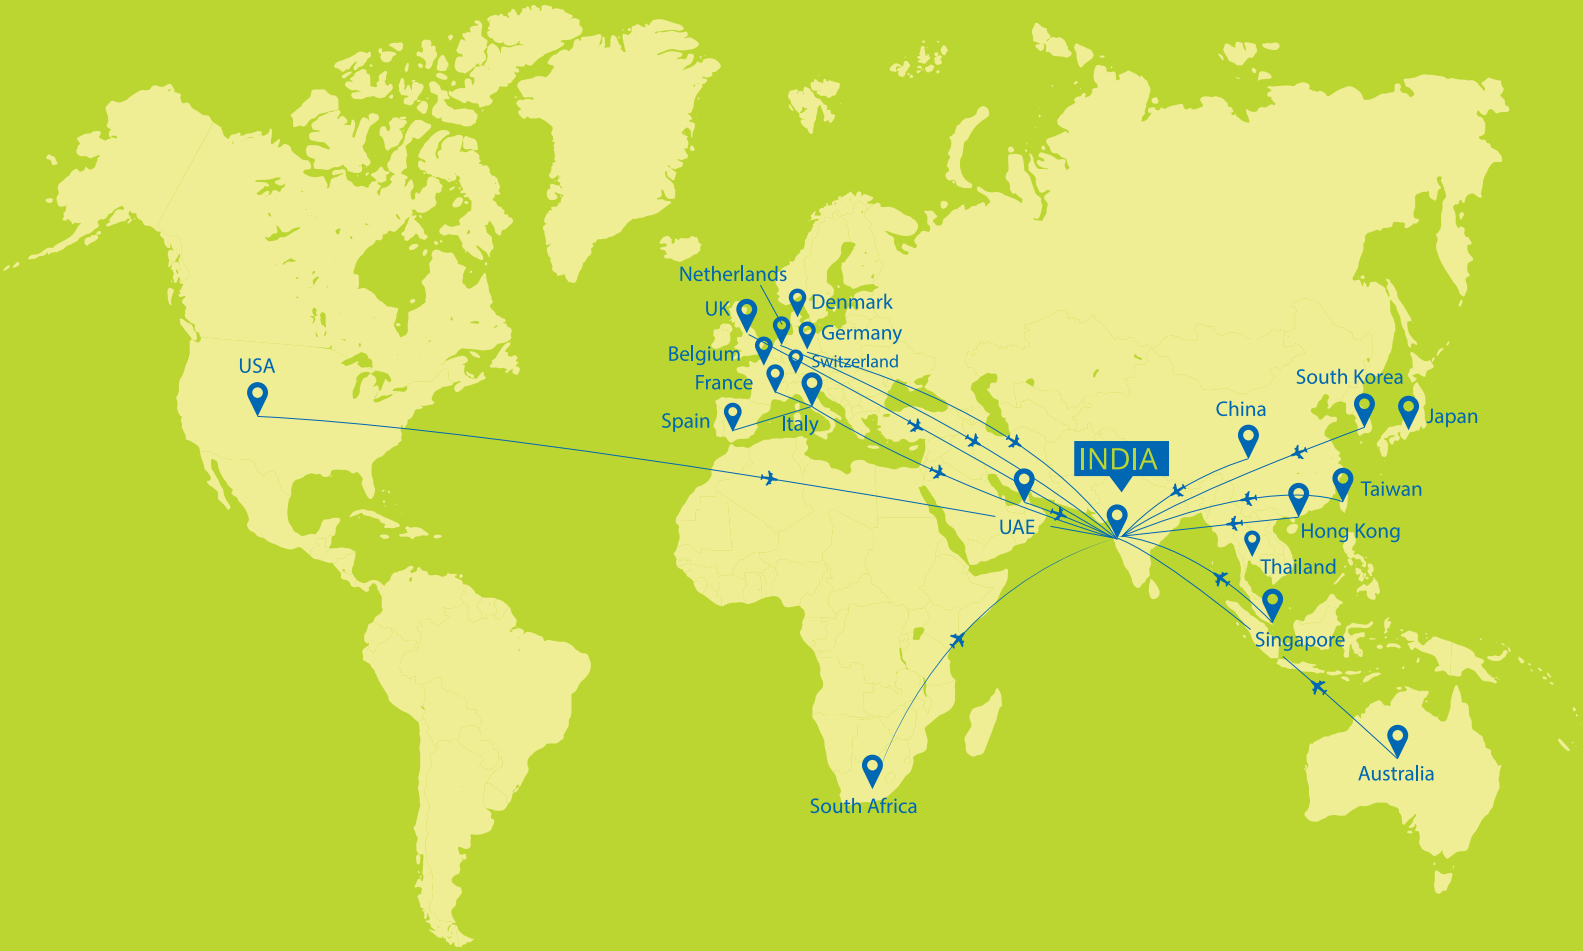 Netherlands
UK
Denmark
Germany
Belgium
Switzerland
USA
France
South Korea
Spain
Italy
China
Japan
INDIA
Taiwan
UAE
Hong Kong
Thailand
Singapore
Australia
South Africa